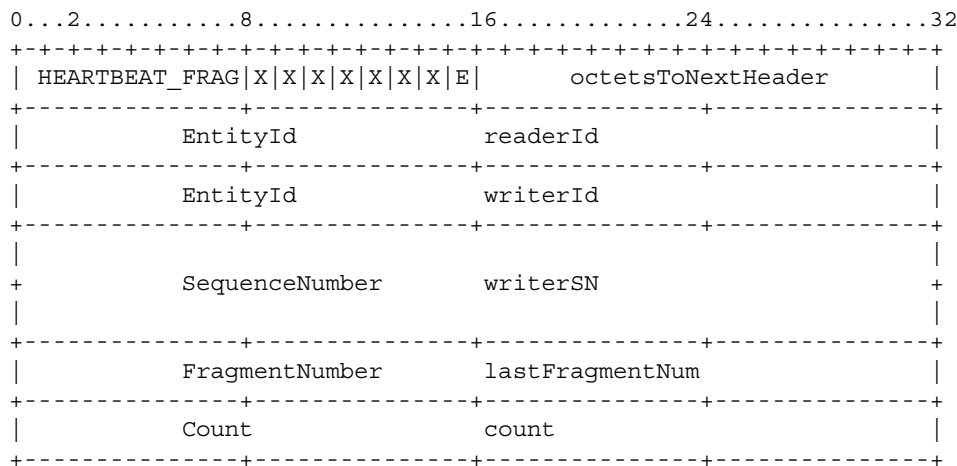 0...2...........8...............16.............24...............32
+-+-+-+-+-+-+-+-+-+-+-+-+-+-+-+-+-+-+-+-+-+-+-+-+-+-+-+-+-+-+-+-+
| HEARTBEAT_FRAG|X|X|X|X|X|X|X|E|      octetsToNextHeader       |
+---------------+---------------+---------------+---------------+
|          EntityId             readerId                        |
+---------------+---------------+---------------+---------------+
|          EntityId             writerId                        |
+---------------+---------------+---------------+---------------+
|                                                               |
+          SequenceNumber       writerSN                        +
|                                                               |
+---------------+---------------+---------------+---------------+
|          FragmentNumber       lastFragmentNum                 |
+---------------+---------------+---------------+---------------+
|          Count                count                           |
+---------------+---------------+---------------+---------------+